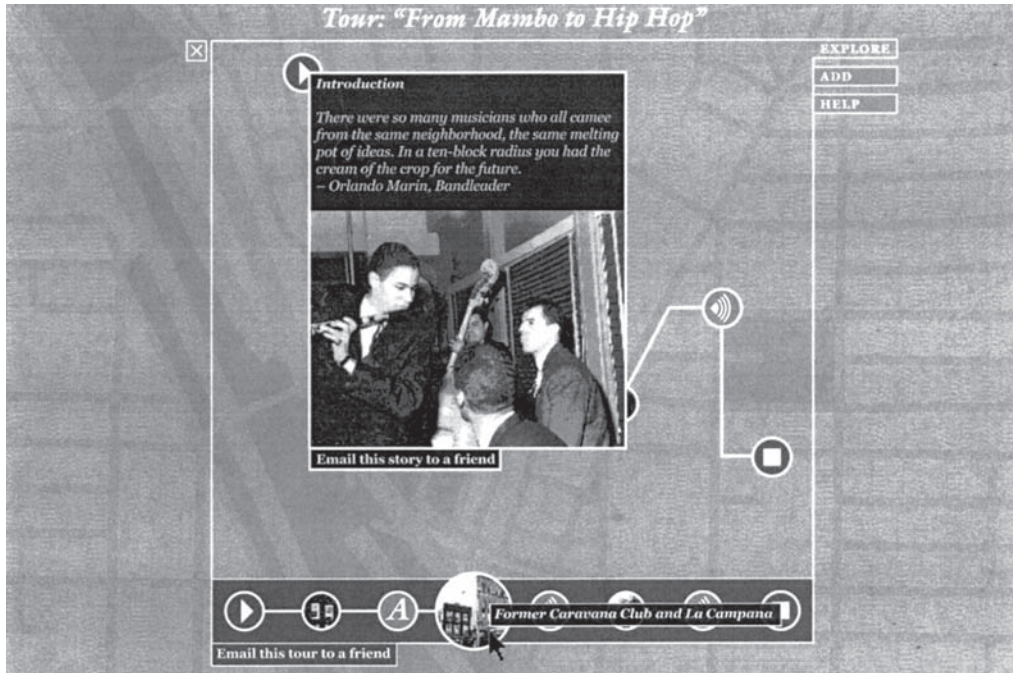 Tour: “From Mambo to Hip Hop”
EXPLORE
ADD
HELP
Introduction
There were so many musicians who all camee
from the same neighborhood, the same melting
pot of ideas. In a ten-block radius you had the
cream of the crop for the future.
– Orlando Marin, Bandleader
Email this story to a friend
A
Former Caravana Club and La Campana
Email this tour to a friend